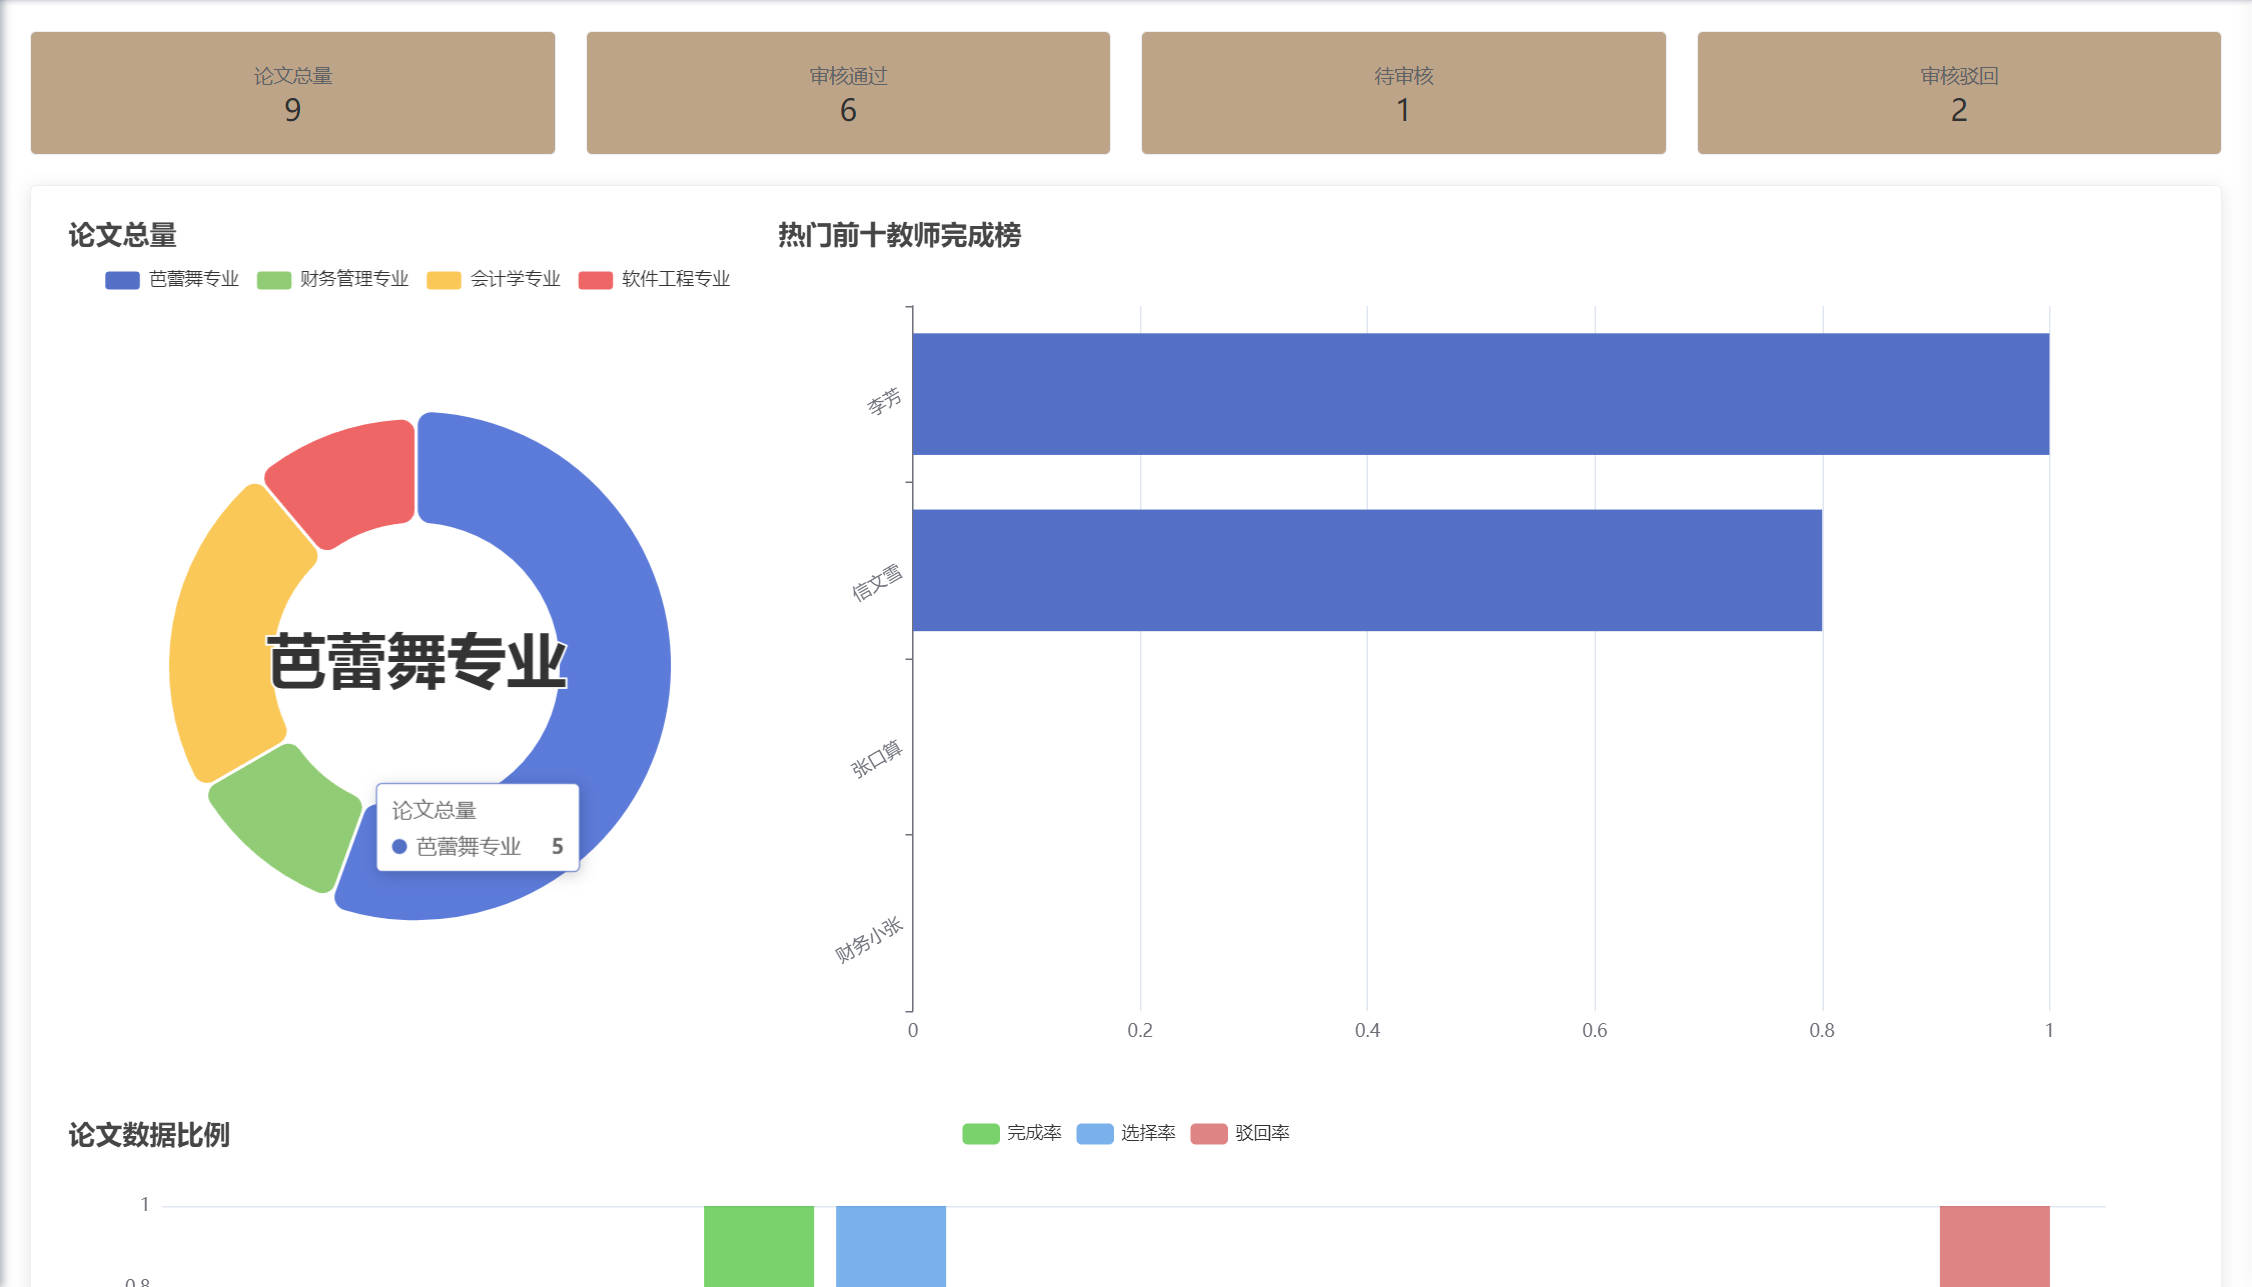 论文总量
9
审核通过
6
待审核
1
审核驳回
2
论文总量
芭蕾舞专业 财务管理专业 会计学专业 软件工程专业
芭蕾舞专业
论文总量
芭蕾舞专业 5
热门前十教师完成榜
李芳
信文雪
张口算
财务小张
0 0.2 0.4 0.6 0.8 1
论文数据比例
完成率 选择率 驳回率
1
0.8